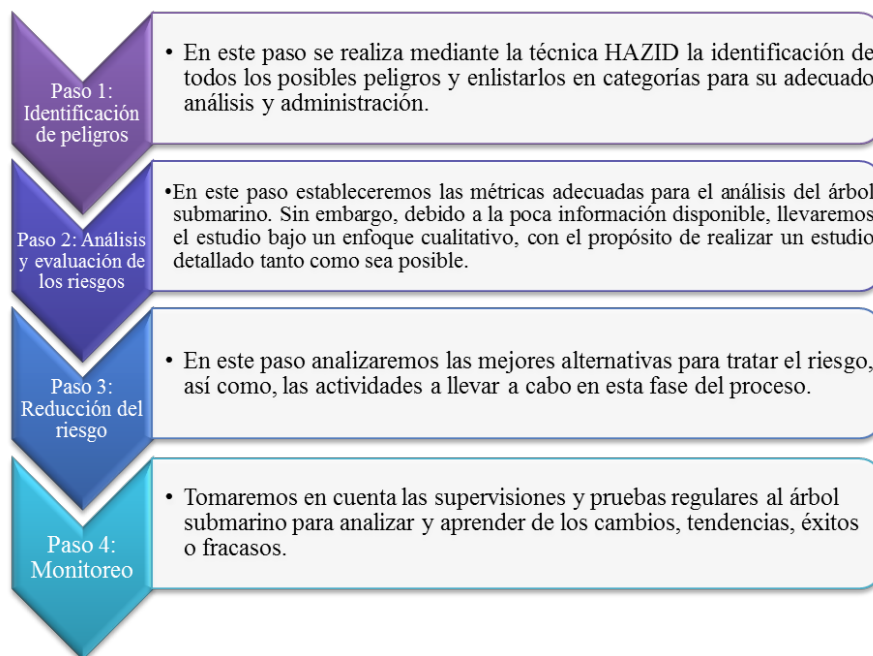 Paso 1:
Identificación
de peligros
• En este paso se realiza mediante la técnica HAZID la identificación de
todos los posibles peligros y enlistarlos en categorías para su adecuado
análisis y administración.
Paso 2: Análisis
y evaluación de
los riesgos
•En este paso estableceremos las métricas adecuadas para el análisis del árbol
submarino. Sin embargo, debido a la poca información disponible, llevaremos
el estudio bajo un enfoque cualitativo, con el propósito de realizar un estudio
detallado tanto como sea posible.
Paso 3:
Reducción del
riesgo
• En este paso analizaremos las mejores alternativas para tratar el riesgo,
así como, las actividades a llevar a cabo en esta fase del proceso.
Paso 4:
Monitoreo
• Tomaremos en cuenta las supervisiones y pruebas regulares al árbol
submarino para analizar y aprender de los cambios, tendencias, éxitos
o fracasos.